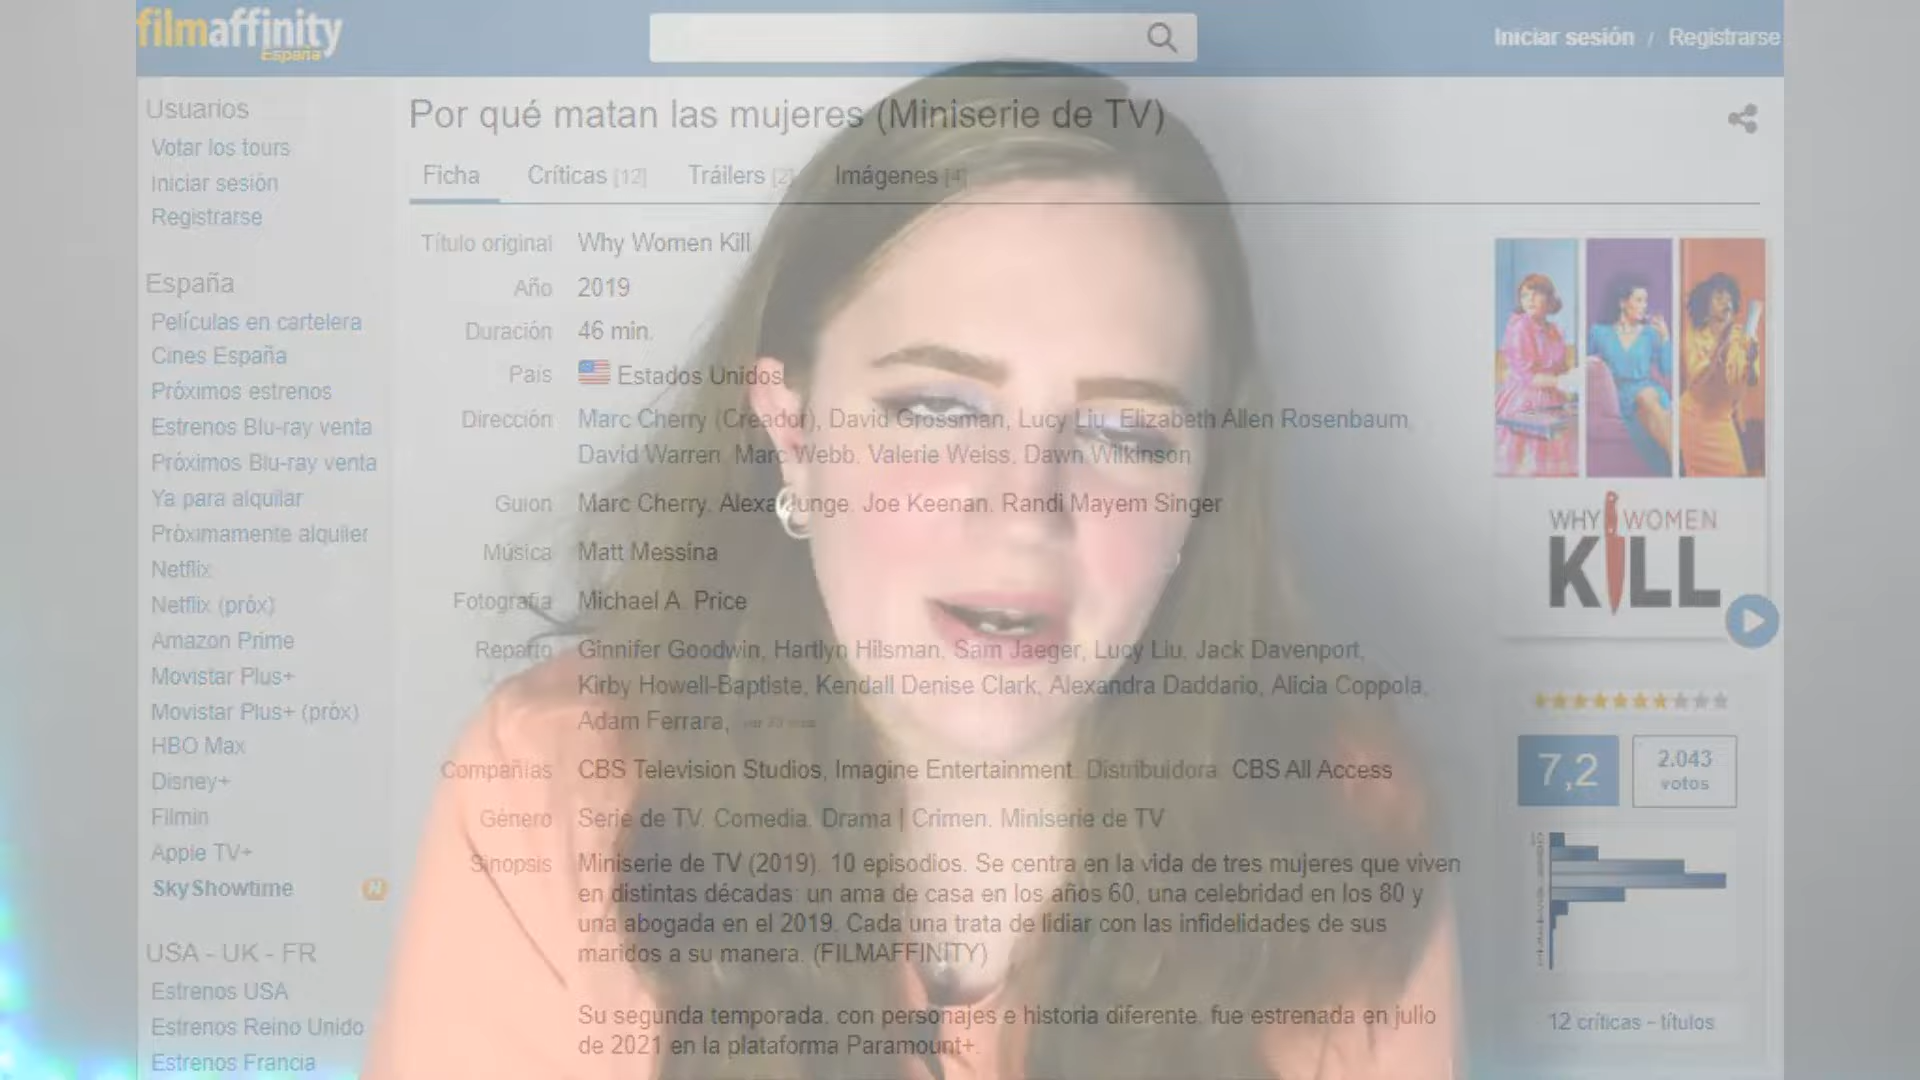 filmaffinity
España
Iniciar sesión / Registrarse
Usuarios
Votar los tours
Iniciar sesión
Registrarse
España
Películas en cartelera
Cines España
Próximos estrenos
Estrenos Blu-ray venta
Próximos Blu-ray venta
Ya para alquilar
Próximamente alquiler
Netflix
Netflix (próx)
Amazon Prime
Movistar Plus+
Movistar Plus+ (próx)
HBO Max
Disney+
Filmin
Apple TV+
SkyShowtime N
USA - UK - FR
Estrenos USA
Estrenos Reino Unido
Estrenos Francia
Por qué matan las mujeres (Miniserie de TV)
Ficha Críticas [12] Tráilers [2] Imágenes [4]
Título original Why Women Kill
Año 2019
Duración 46 min.
País Estados Unidos
Dirección Marc Cherry (Creador), David Grossman, Lucy Liu, Elizabeth Allen Rosenbaum,
David Warren, Marc Webb, Valerie Weiss, Dawn Wilkinson
Guion Marc Cherry, Joe Keenan, Randi Mayem Singer
Música Matt Messina
Fotografía Michael A. Price
Reparto Ginnifer Goodwin, Hartlyn Hilsman, Sam Jaeger, Lucy Liu, Jack Davenport,
Kirby Howell-Baptiste, Kendall Denise Clark, Alexandra Daddario, Alicia Coppola,
Adam Ferrara,
Compañías CBS Television Studios, Imagine Entertainment. Distribuidora: CBS All Access
Género Serie de TV. Comedia. Drama | Crimen. Miniserie de TV
Sinopsis Miniserie de TV (2019). 10 episodios. Se centra en la vida de tres mujeres que viven
en distintas décadas: un ama de casa en los años 60, una celebridad en los 80 y
una abogada en el 2019. Cada una trata de lidiar con las infidelidades de sus
maridos a su manera. (FILMAFFINITY)
Su segunda temporada, con personajes e historia diferente, fue estrenada en julio
de 2021 en la plataforma Paramount+.
WHY WOMEN
KILL
7,2
2.043
votos
12 críticas - títulos